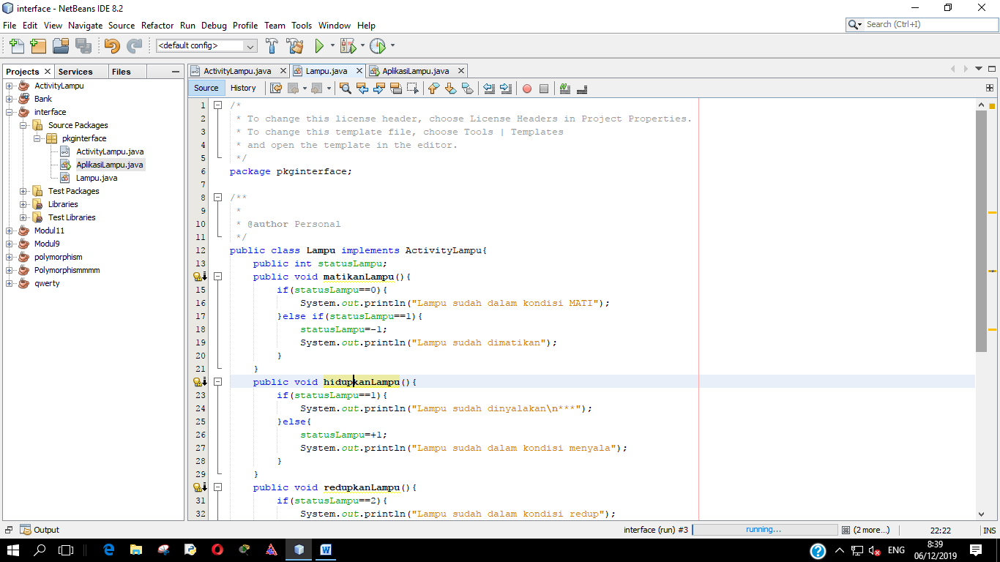 interface - NetBeans IDE 8.2
File Edit View Navigate Source Refactor Run Debug Profile Team Tools Window Help
Search (Ctrl+I)
<default config>
Projects Services Files
ActivityLampu
Bank
interface
Source Packages
pkginterface
ActivityLampu.java
AplikasiLampu.java
Lampu.java
Test Packages
Libraries
Test Libraries
Modul11
Modul9
polymorphism
Polymorphismmmm
qwerty
ActivityLampu.java Lampu.java AplikasiLampu.java
Source History
1 /*
2 * To change this license header, choose License Headers in Project Properties.
3 * To change this template file, choose Tools | Templates
4 * and open the template in the editor.
5 */
6 package pkginterface;
7
8 /**
9 *
10 * @author Personal
11 */
12 public class Lampu implements ActivityLampu{
13 public int statusLampu;
public void matikanLampu(){
15 if(statusLampu==0){
16 System.out.println("Lampu sudah dalam kondisi MATI");
17 }else if(statusLampu==1){
18 statusLampu=-1;
19 System.out.println("Lampu sudah dimatikan");
20 }
21 }
public void hidupkanLampu(){
23 if(statusLampu==1){
24 System.out.println("Lampu sudah dinyalakan\n***");
25 }else{
26 statusLampu=+1;
27 System.out.println("Lampu sudah dalam kondisi menyala");
28 }
29 }
public void redupkanLampu(){
31 if(statusLampu==2){
32 System.out.println("Lampu sudah dalam kondisi redup");
Output
interface (run) #3 running... (2 more...) 22:22 INS
ENG 8:39
06/12/2019